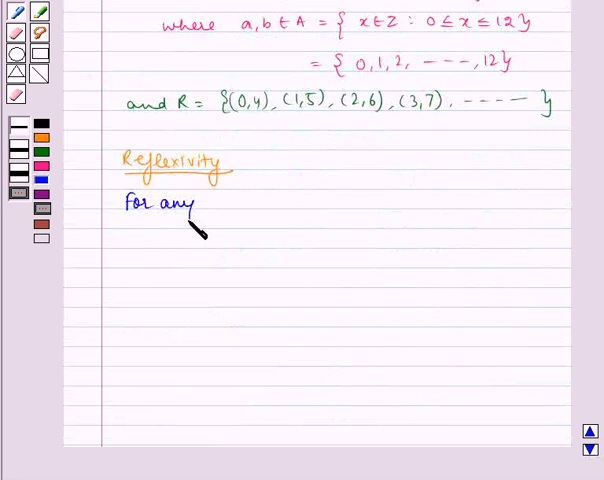 where a, b ∈ A = { x ∈ Z : 0 ≤ x ≤ 12 }
= { 0, 1, 2, ----, 12 }
and R = { (0,4), (1,5), (2,6), (3,7), ----- }
Reflexivity
For any